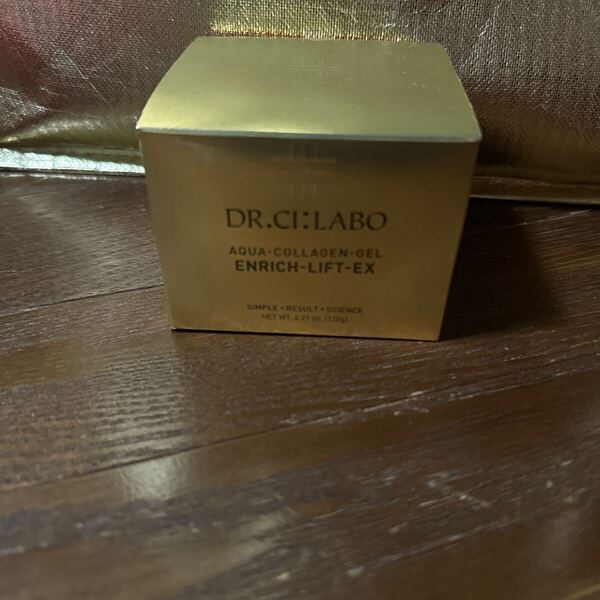 DR.CI:LABO
AQUA-COLLAGEN-GEL
ENRICH-LIFT-EX
SIMPLE • RESULT • SCIENCE
NET WT. 4.23 oz. [120g]